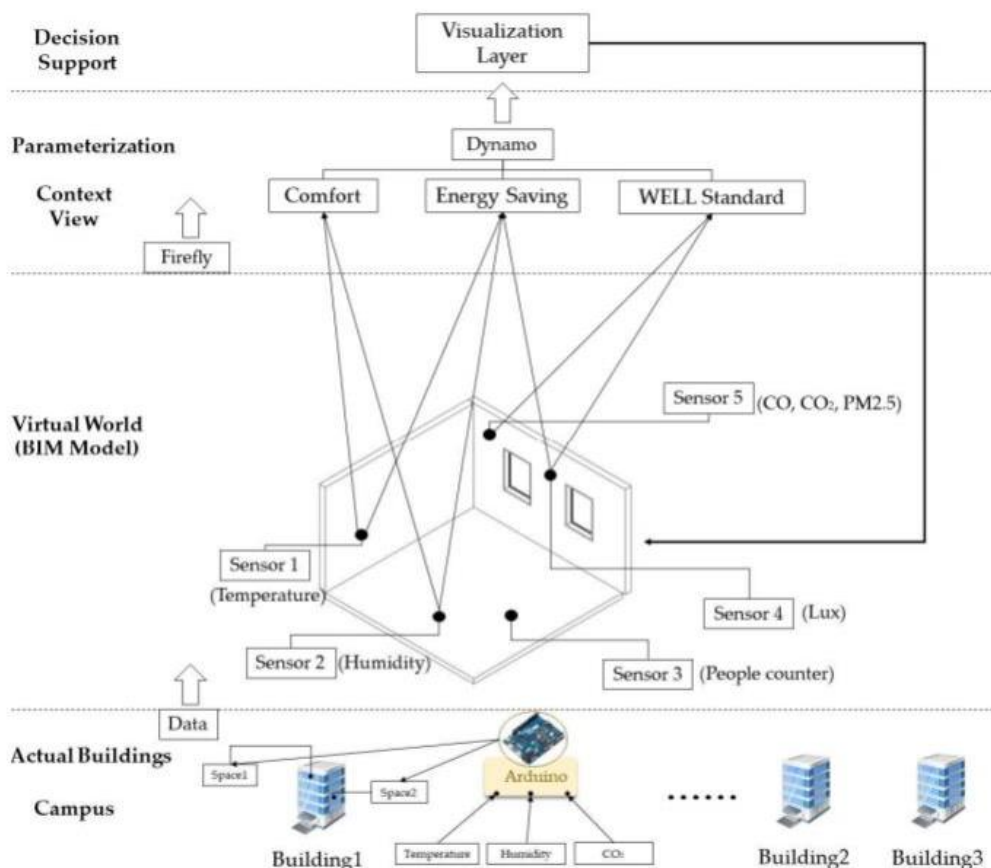 Decision
Support
Visualization
Layer
Parameterization
Dynamo
Context
View
Comfort
Energy Saving
WELL Standard
Firefly
Virtual World
(BIM Model)
Sensor 5 (CO, CO₂, PM2.5)
Sensor 1
(Temperature)
Sensor 4 (Lux)
Sensor 2 (Humidity)
Sensor 3 (People counter)
Data
Actual Buildings
Space1
Space2
Arduino
Campus
Temperature
Humidity
CO₂
Building1
Building2
Building3